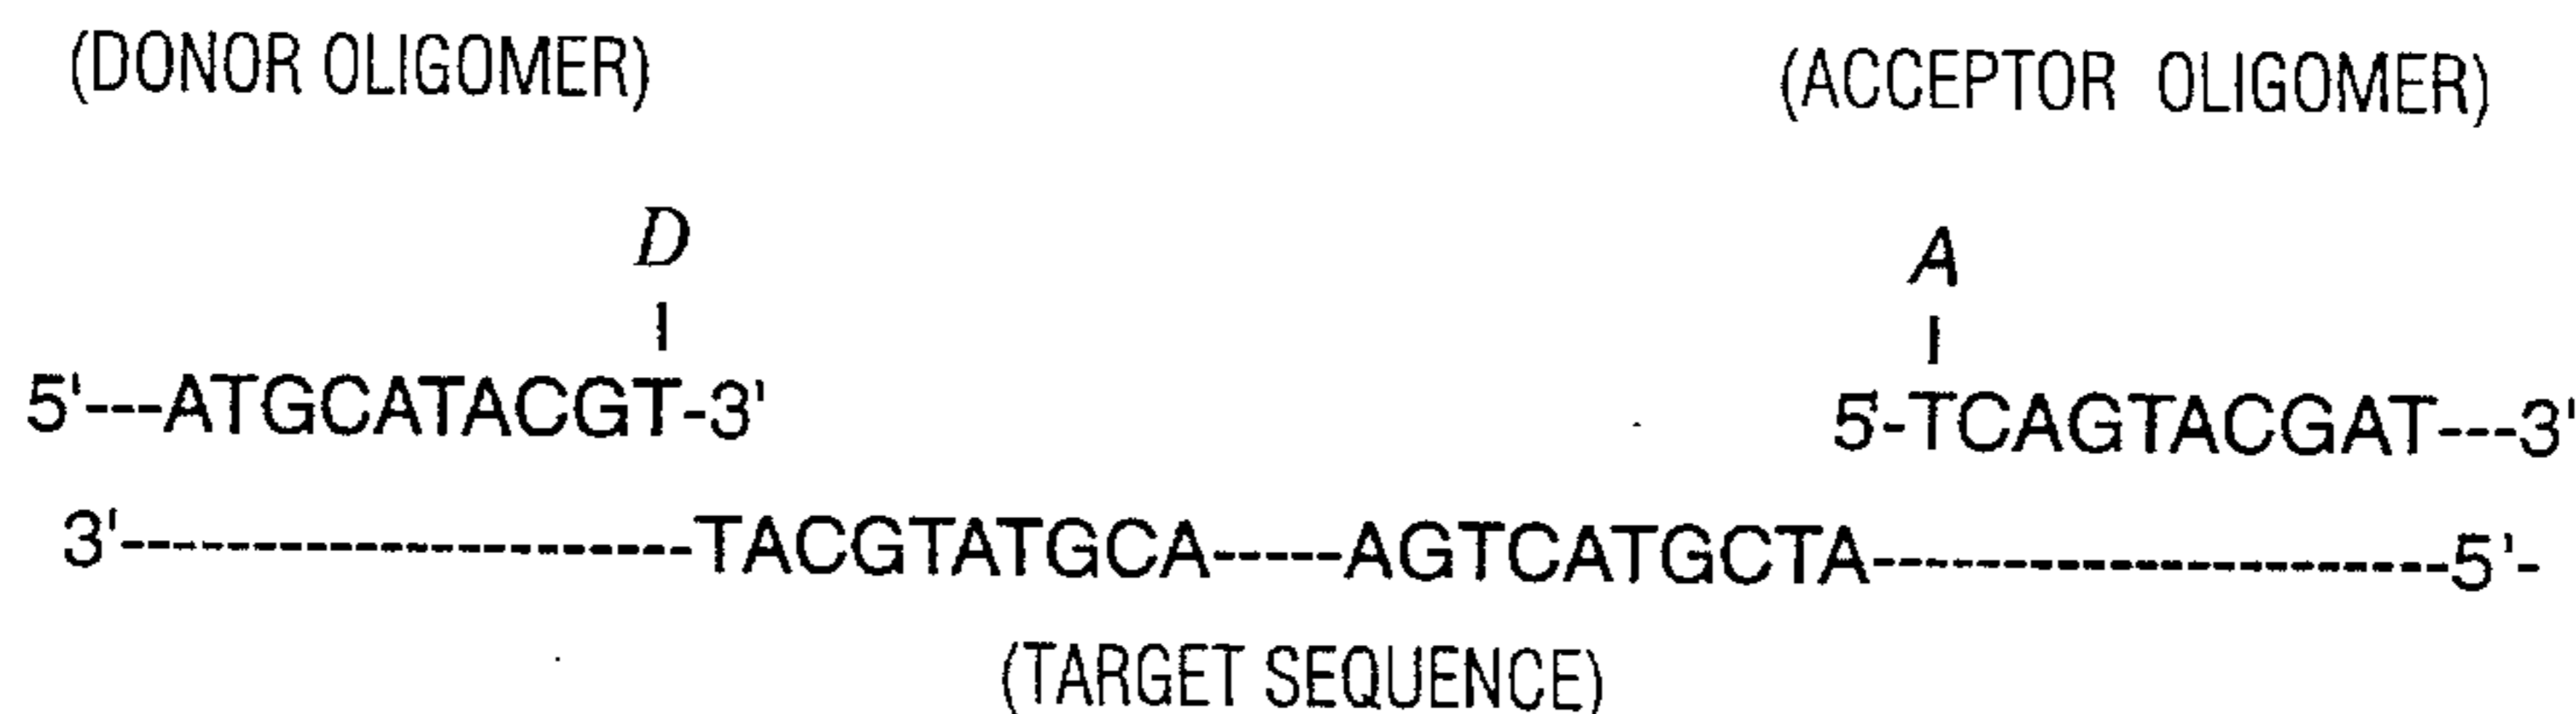 (DONOR OLIGOMER) (ACCEPTOR OLIGOMER)
D A
5'---ATGCATACGT-3' 5-TCAGTACGAT---3'
3'----------------------TACGTATGCA-----AGTCATGCTA----------------------5'-
(TARGET SEQUENCE)